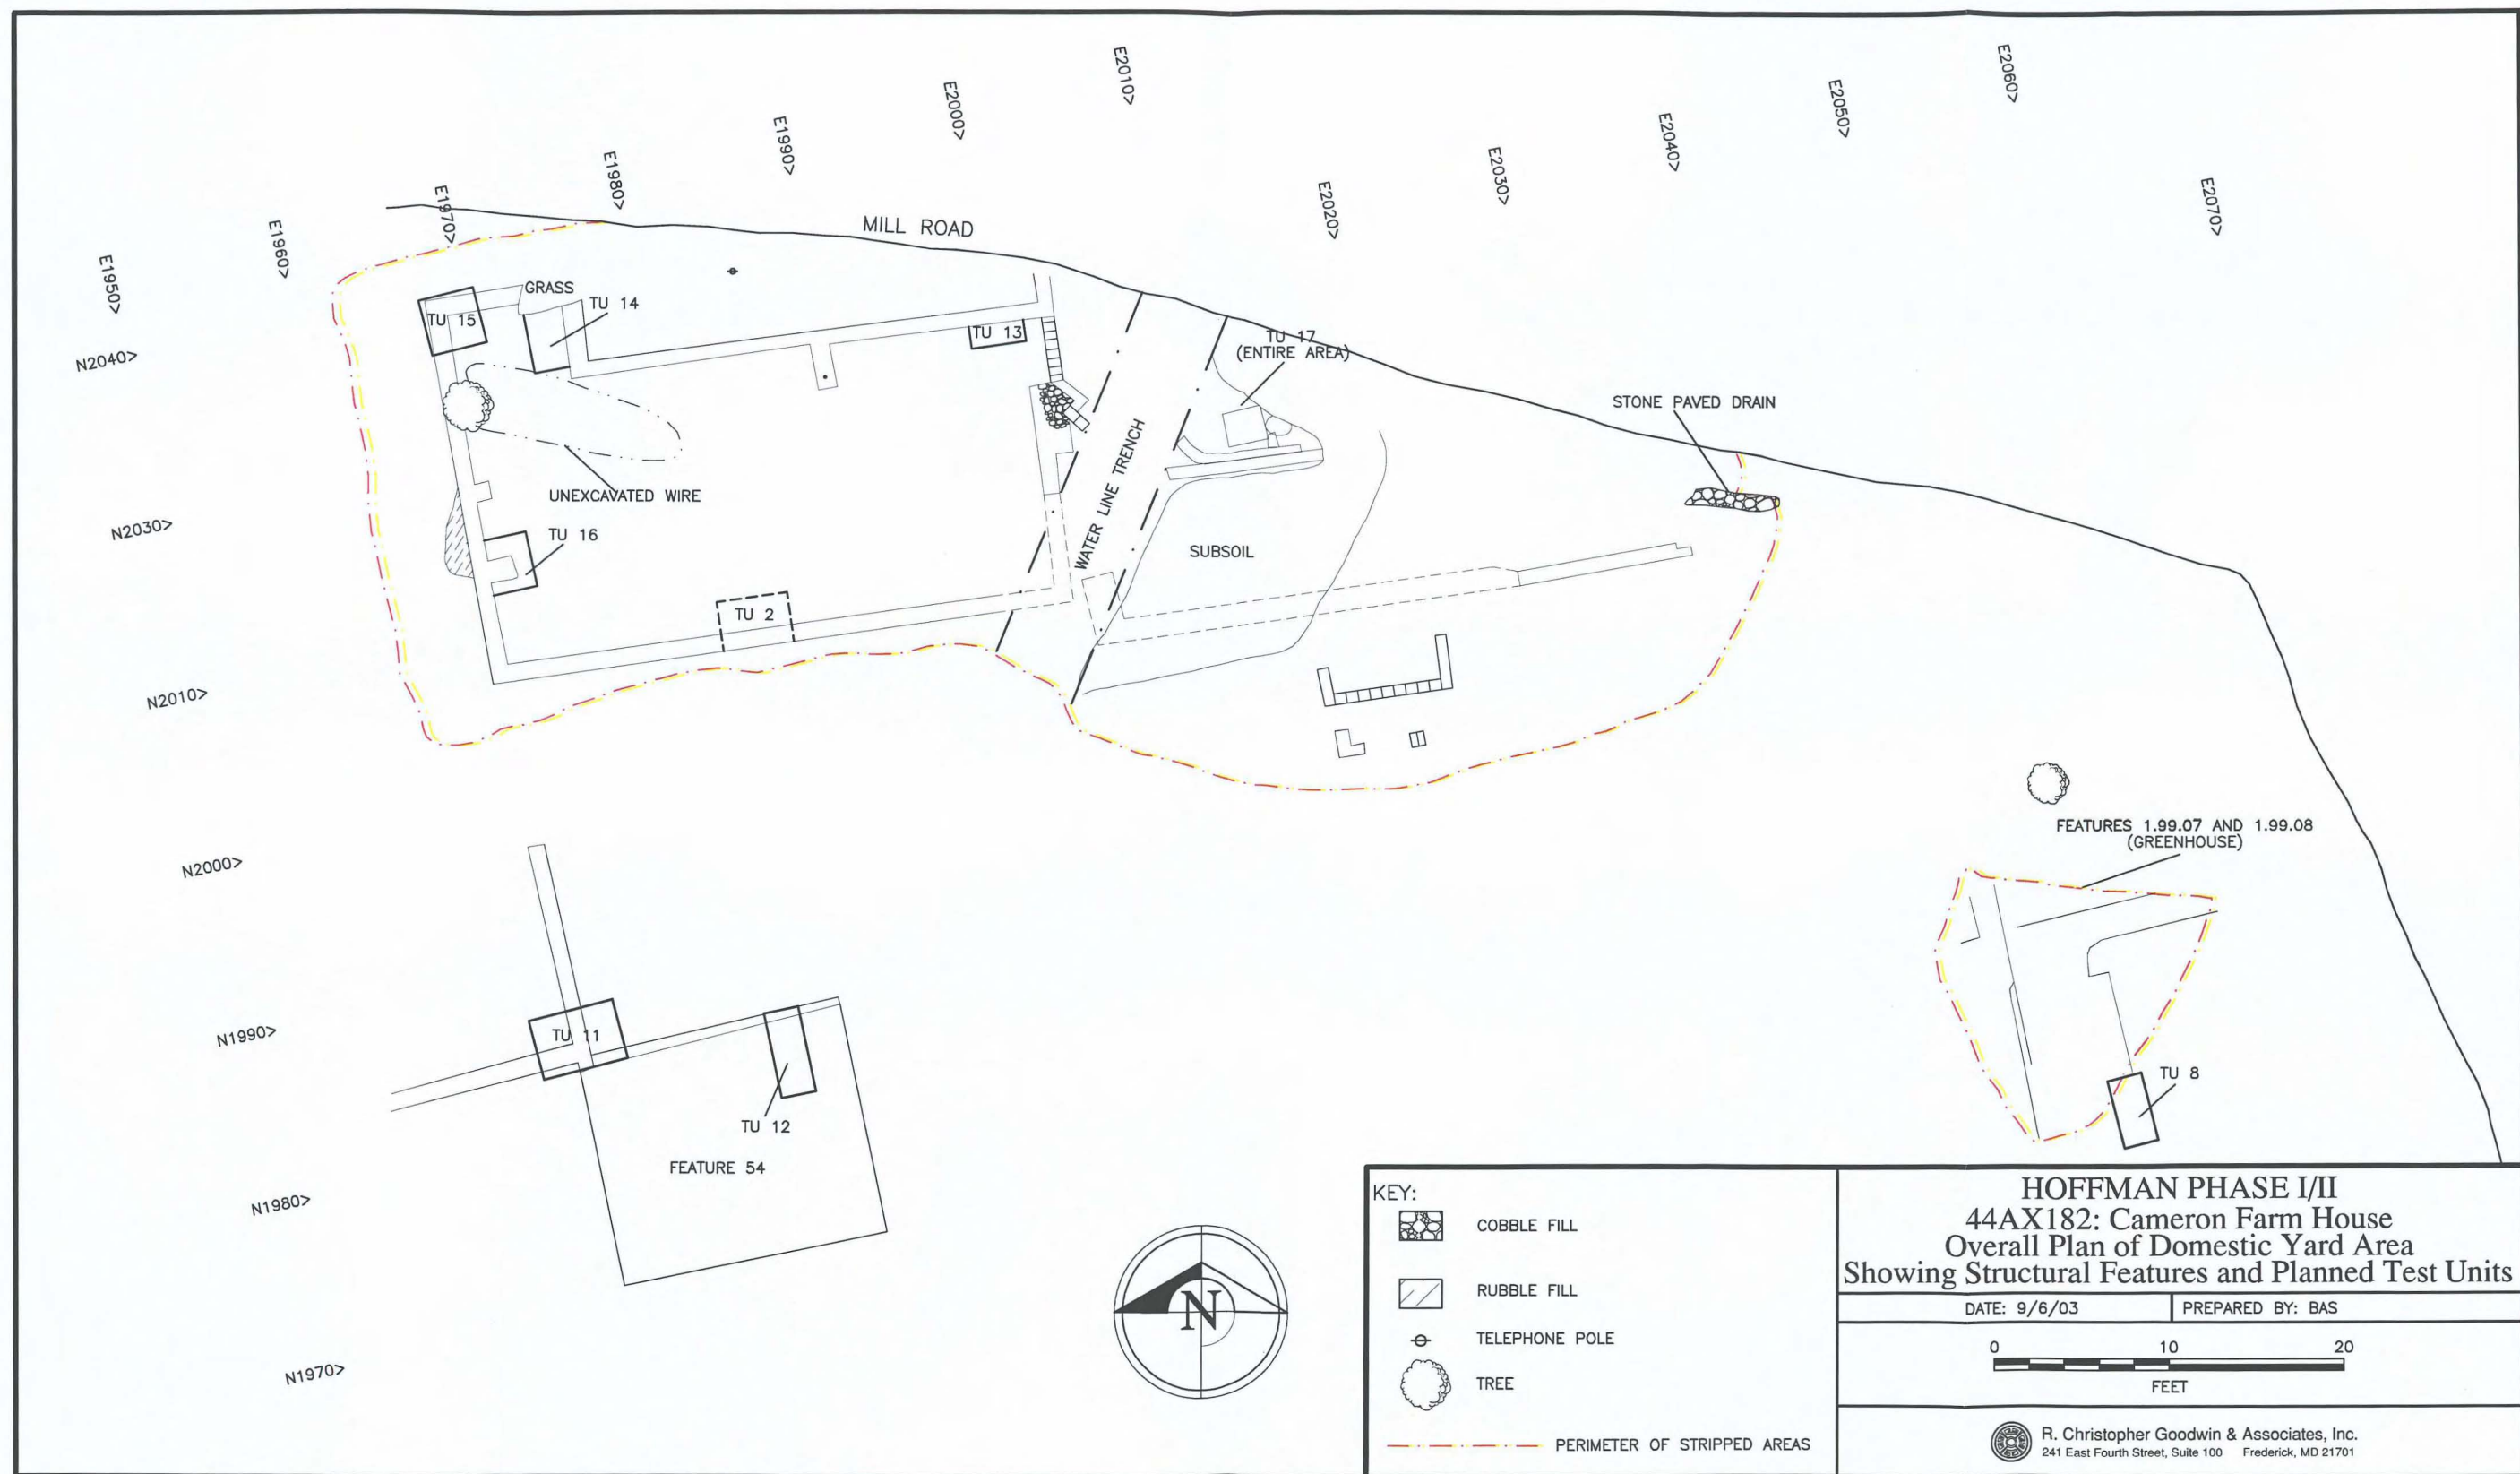 E2010>
E2060>
E2000>
E2050>
E1990>
E2040>
E1980>
E2030>
E1970>
E2020>
E2070>
E1960>
E1950>
MILL ROAD
GRASS
TU 14
TU 15
TU 13
TU 17
(ENTIRE AREA)
N2040>
STONE PAVED DRAIN
WATER LINE TRENCH
UNEXCAVATED WIRE
N2030>
TU 16
SUBSOIL
TU 2
N2010>
FEATURES 1.99.07 AND 1.99.08
(GREENHOUSE)
N2000>
N1990>
TU 11
TU 8
TU 12
FEATURE 54
N1980>
N1970>
N
KEY:
COBBLE FILL
RUBBLE FILL
TELEPHONE POLE
TREE
PERIMETER OF STRIPPED AREAS
HOFFMAN PHASE I/II
44AX182: Cameron Farm House
Overall Plan of Domestic Yard Area
Showing Structural Features and Planned Test Units
DATE: 9/6/03
PREPARED BY: BAS
0 10 20
FEET
R. Christopher Goodwin & Associates, Inc.
241 East Fourth Street, Suite 100 Frederick, MD 21701